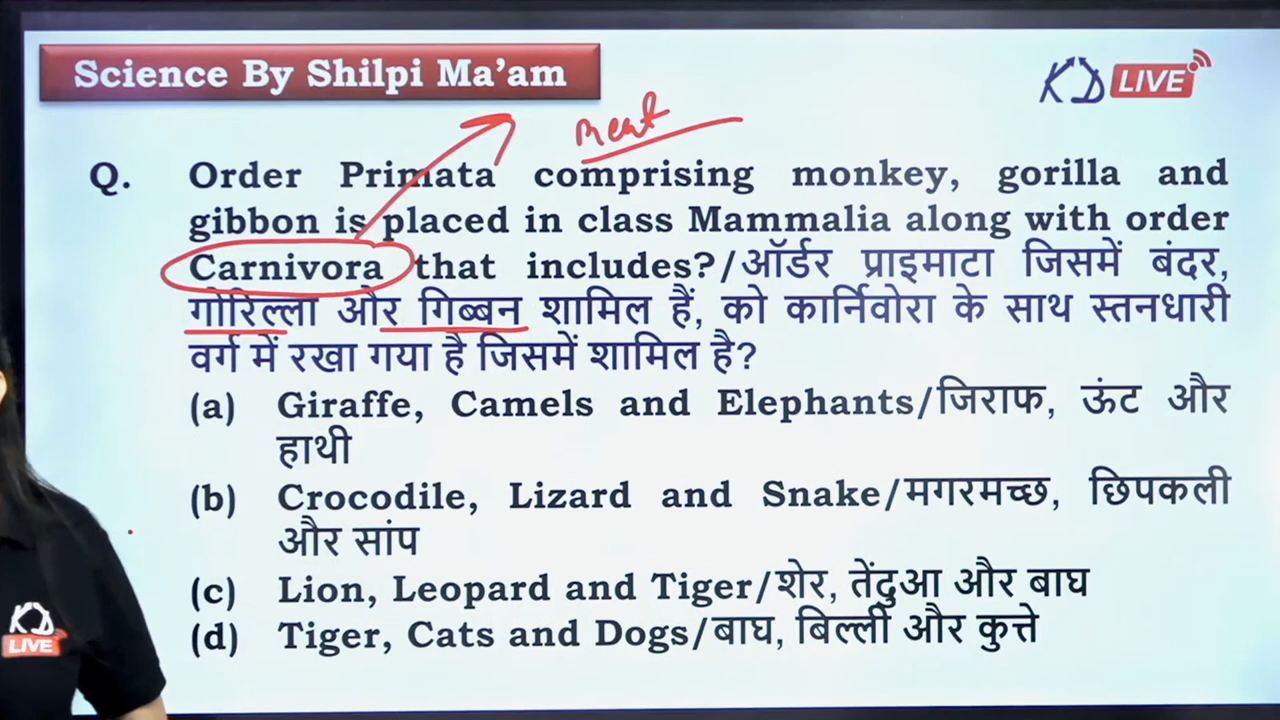 Science By Shilpi Ma'am
KD LIVE
meat
Q. Order Primata comprising monkey, gorilla and
gibbon is placed in class Mammalia along with order
Carnivora that includes?/ऑर्डर प्राइमाटा जिसमें बंदर,
गोरिल्ला और गिब्बन शामिल हैं, को कार्निवोरा के साथ स्तनधारी
वर्ग में रखा गया है जिसमें शामिल है?
(a) Giraffe, Camels and Elephants/जिराफ, ऊंट और
हाथी
(b) Crocodile, Lizard and Snake/मगरमच्छ, छिपकली
और सांप
(c) Lion, Leopard and Tiger/शेर, तेंदुआ और बाघ
(d) Tiger, Cats and Dogs/बाघ, बिल्ली और कुत्ते
KD
LIVE